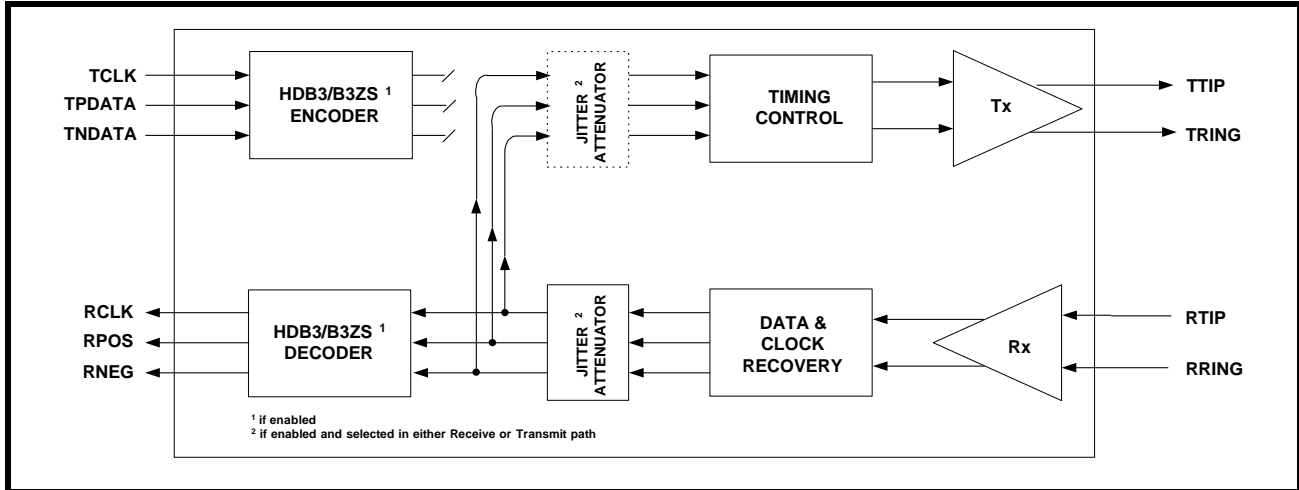 TCLK
TPDATA
TNDATA
HDB3/B3ZS 1
ENCODER
JITTER 2
ATTENUATOR
TIMING
CONTROL
Tx
TTIP
TRING
RCLK
RPOS
RNEG
HDB3/B3ZS 1
DECODER
JITTER 2
ATTENUATOR
DATA &
CLOCK
RECOVERY
Rx
RTIP
RRING
1 if enabled
2 if enabled and selected in either Receive or Transmit path